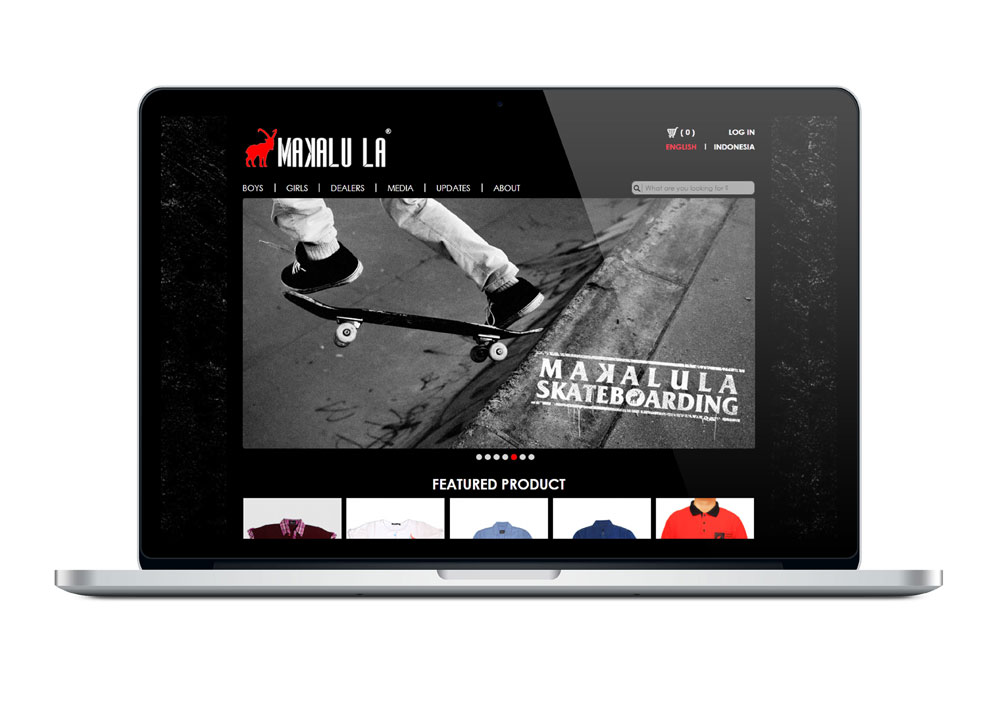 MAKALU LA®
( 0 )
LOG IN
ENGLISH | INDONESIA
BOYS | GIRLS | DEALERS | MEDIA | UPDATES | ABOUT
What are you looking for ?
MAKALULA
SKATEBOARDING
FEATURED PRODUCT